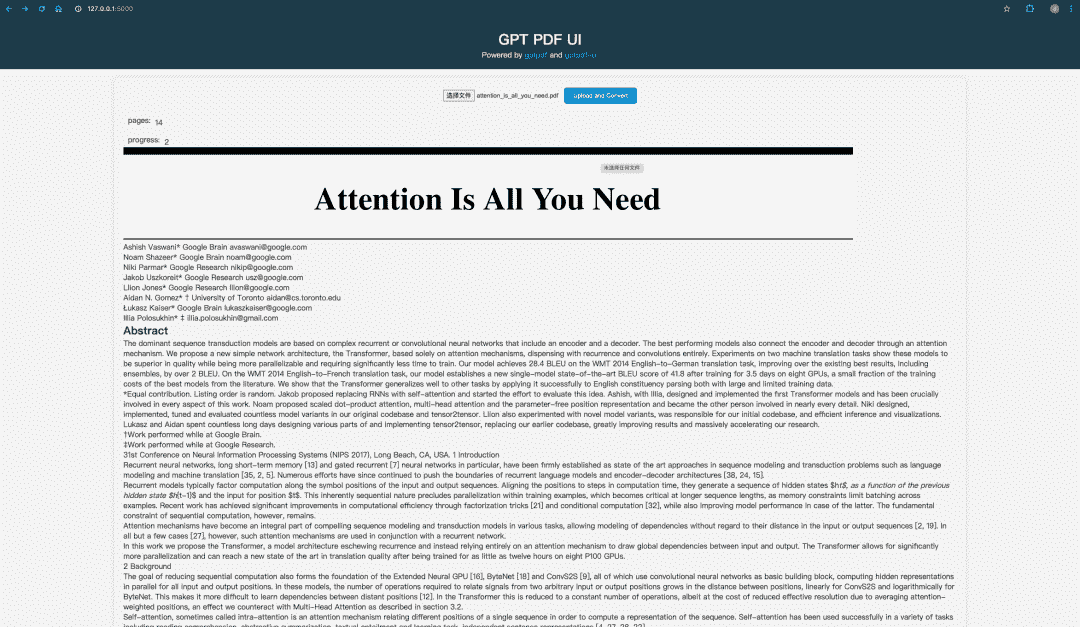 127.0.0.1:5000
GPT PDF UI
Powered by gptpdf and gptpdf-ui
选择文件 attention_is_all_you_need.pdf Upload and Convert
pages: 14
progress: 2
未选择任何文件
Attention Is All You Need
Ashish Vaswani* Google Brain avaswani@google.com
Noam Shazeer* Google Brain noam@google.com
Niki Parmar* Google Research nikip@google.com
Jakob Uszkoreit* Google Research usz@google.com
Llion Jones* Google Research llion@google.com
Aidan N. Gomez* † University of Toronto aidan@cs.toronto.edu
Łukasz Kaiser* Google Brain lukaszkaiser@google.com
Illia Polosukhin* ‡ illia.polosukhin@gmail.com
Abstract
The dominant sequence transduction models are based on complex recurrent or convolutional neural networks that include an encoder and a decoder. The best performing models also connect the encoder and decoder through an attention
mechanism. We propose a new simple network architecture, the Transformer, based solely on attention mechanisms, dispensing with recurrence and convolutions entirely. Experiments on two machine translation tasks show these models to
be superior in quality while being more parallelizable and requiring significantly less time to train. Our model achieves 28.4 BLEU on the WMT 2014 English-to-German translation task, improving over the existing best results, including
ensembles, by over 2 BLEU. On the WMT 2014 English-to-French translation task, our model establishes a new single-model state-of-the-art BLEU score of 41.8 after training for 3.5 days on eight GPUs, a small fraction of the training
costs of the best models from the literature. We show that the Transformer generalizes well to other tasks by applying it successfully to English constituency parsing both with large and limited training data.
*Equal contribution. Listing order is random. Jakob proposed replacing RNNs with self-attention and started the effort to evaluate this idea. Ashish, with Illia, designed and implemented the first Transformer models and has been crucially
involved in every aspect of this work. Noam proposed scaled dot-product attention, multi-head attention and the parameter-free position representation and became the other person involved in nearly every detail. Niki designed,
implemented, tuned and evaluated countless model variants in our original codebase and tensor2tensor. Llion also experimented with novel model variants, was responsible for our initial codebase, and efficient inference and visualizations.
Lukasz and Aidan spent countless long days designing various parts of and implementing tensor2tensor, replacing our earlier codebase, greatly improving results and massively accelerating our research.
†Work performed while at Google Brain.
‡Work performed while at Google Research.
31st Conference on Neural Information Processing Systems (NIPS 2017), Long Beach, CA, USA. 1 Introduction
Recurrent neural networks, long short-term memory [13] and gated recurrent [7] neural networks in particular, have been firmly established as state of the art approaches in sequence modeling and transduction problems such as language
modeling and machine translation [35, 2, 5]. Numerous efforts have since continued to push the boundaries of recurrent language models and encoder-decoder architectures [38, 24, 15].
Recurrent models typically factor computation along the symbol positions of the input and output sequences. Aligning the positions to steps in computation time, they generate a sequence of hidden states $ht$, as a function of the previous
hidden state $h(t-1)$ and the input for position $t$. This inherently sequential nature precludes parallelization within training examples, which becomes critical at longer sequence lengths, as memory constraints limit batching across
examples. Recent work has achieved significant improvements in computational efficiency through factorization tricks [21] and conditional computation [32], while also improving model performance in case of the latter. The fundamental
constraint of sequential computation, however, remains.
Attention mechanisms have become an integral part of compelling sequence modeling and transduction models in various tasks, allowing modeling of dependencies without regard to their distance in the input or output sequences [2, 19]. In
all but a few cases [27], however, such attention mechanisms are used in conjunction with a recurrent network.
In this work we propose the Transformer, a model architecture eschewing recurrence and instead relying entirely on an attention mechanism to draw global dependencies between input and output. The Transformer allows for significantly
more parallelization and can reach a new state of the art in translation quality after being trained for as little as twelve hours on eight P100 GPUs.
2 Background
The goal of reducing sequential computation also forms the foundation of the Extended Neural GPU [16], ByteNet [18] and ConvS2S [9], all of which use convolutional neural networks as basic building block, computing hidden representations
in parallel for all input and output positions. In these models, the number of operations required to relate signals from two arbitrary input or output positions grows in the distance between positions, linearly for ConvS2S and logarithmically for
ByteNet. This makes it more difficult to learn dependencies between distant positions [12]. In the Transformer this is reduced to a constant number of operations, albeit at the cost of reduced effective resolution due to averaging attention-
weighted positions, an effect we counteract with Multi-Head Attention as described in section 3.2.
Self-attention, sometimes called intra-attention is an attention mechanism relating different positions of a single sequence in order to compute a representation of the sequence. Self-attention has been used successfully in a variety of tasks